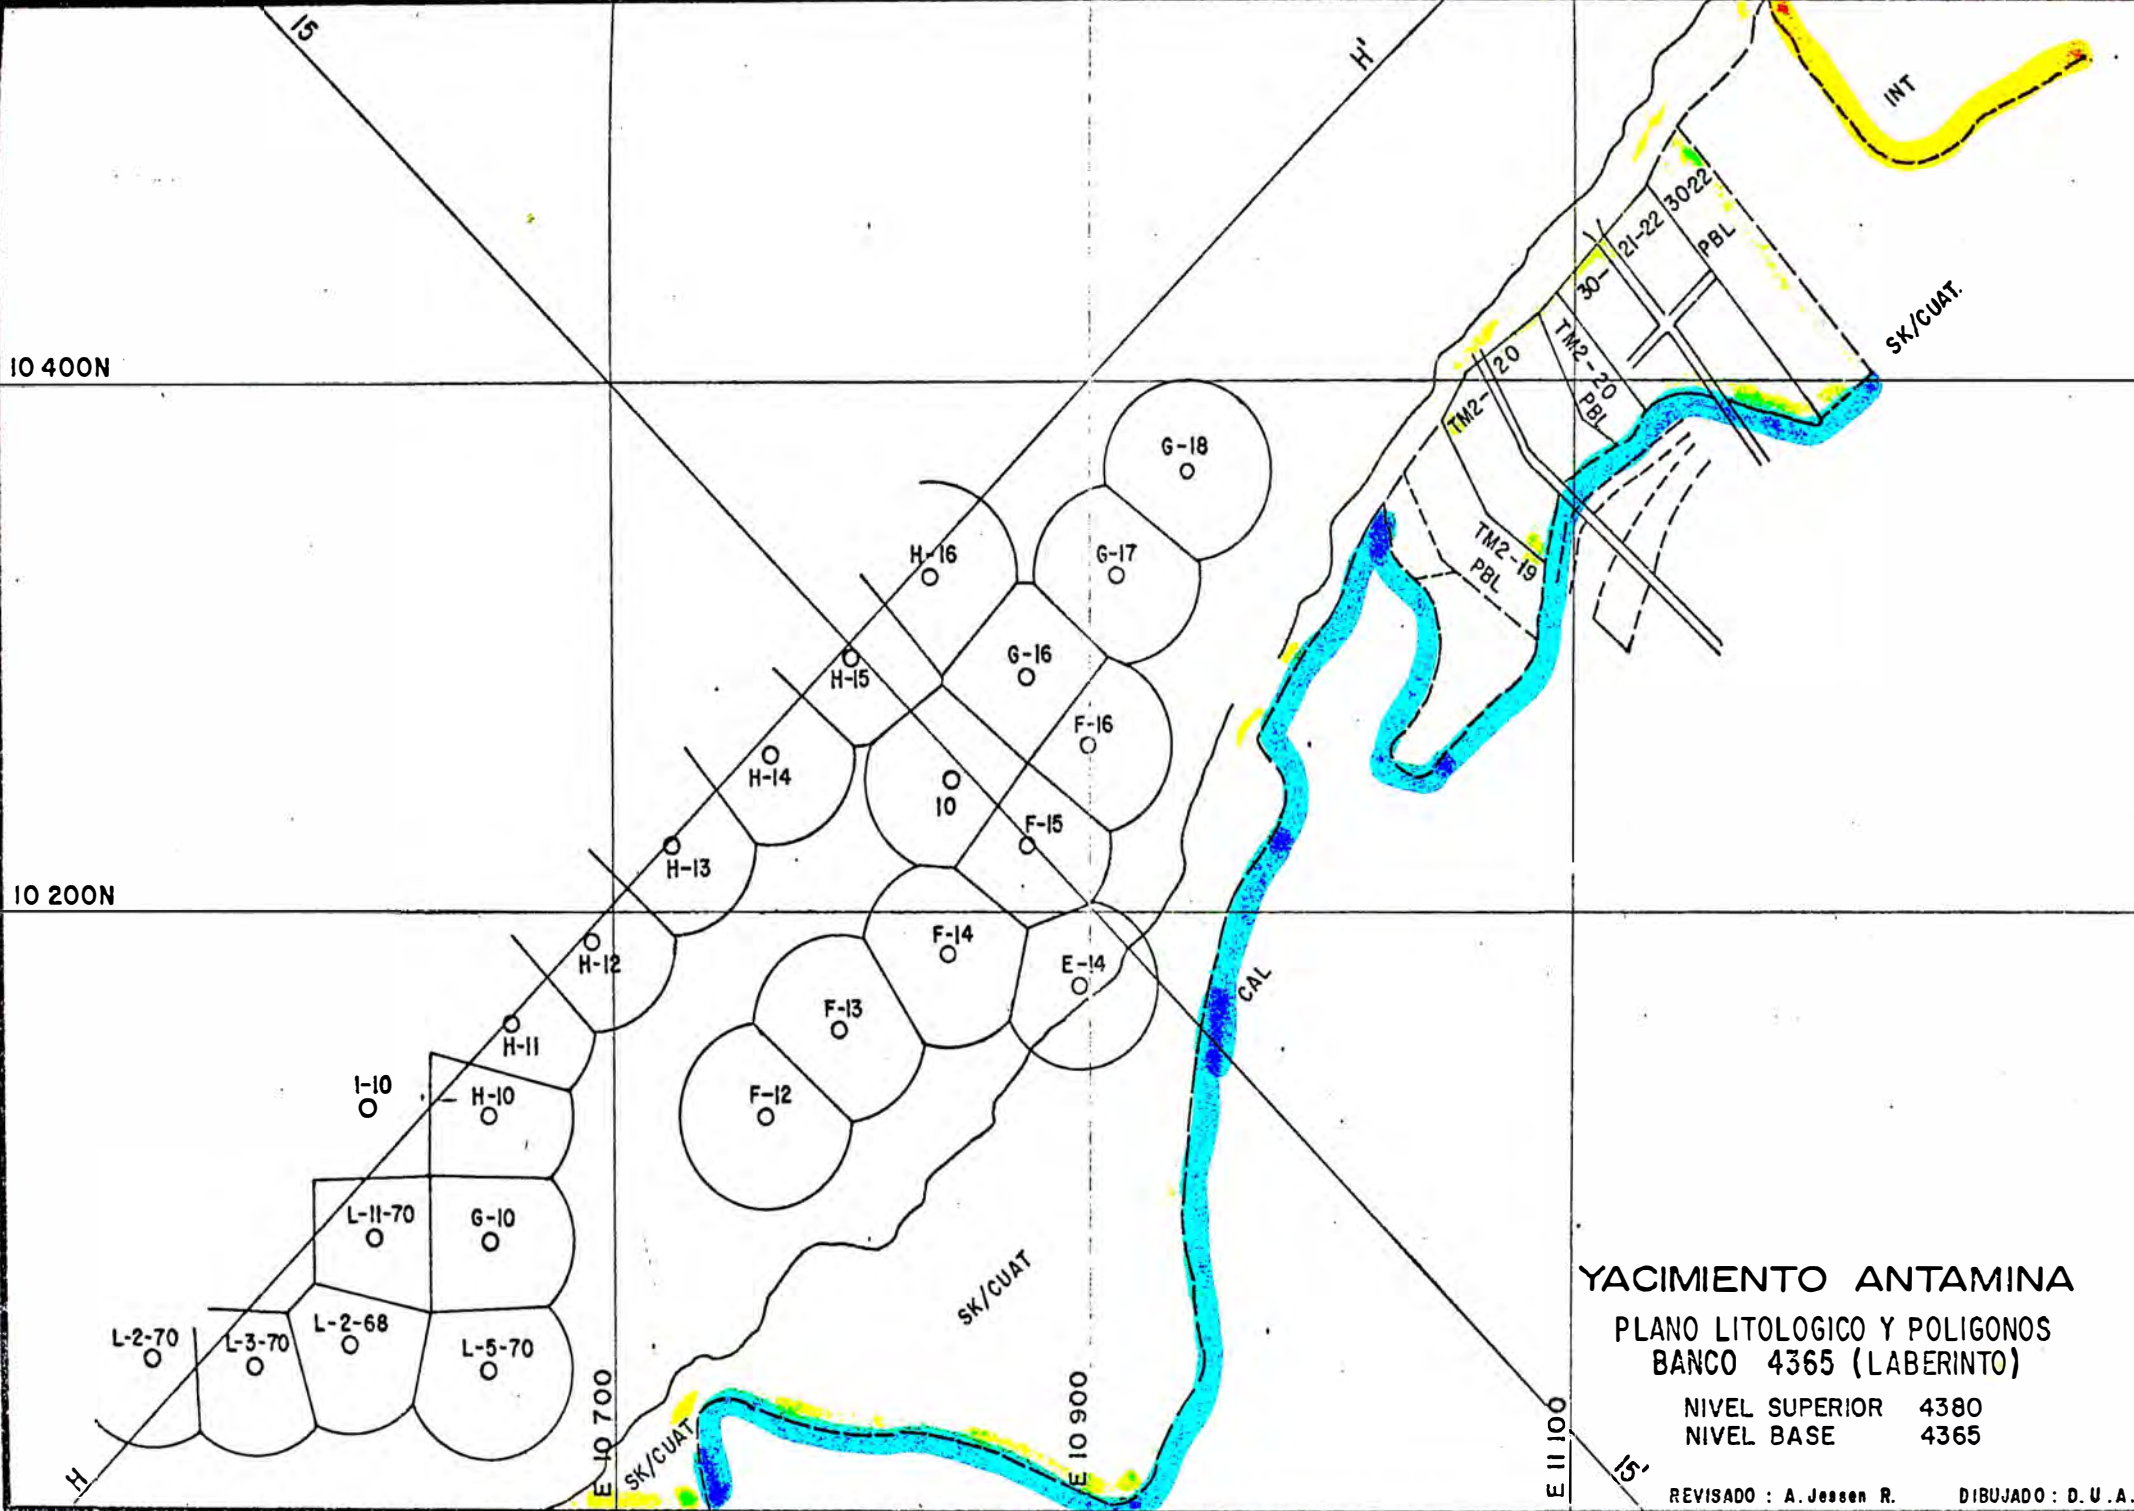 15
H'
INT
30-22
PBL
21-22
30-
SK/CUAT.
10 400N
TM2-20
PBL
TM2-20
G-18
H-16
G-17
TM2-19
PBL
G-16
H-15
F-16
H-14
10
F-15
H-13
10 200N
F-14
H-12
E-14
CAL
F-13
H-11
I-10
H-10
F-12
L-11-70
G-10
SK/CUAT
L-2-70
L-3-70
L-2-68
L-5-70
YACIMIENTO ANTAMINA
PLANO LITOLOGICO Y POLIGONOS
BANCO 4365 (LABERINTO)
NIVEL SUPERIOR 4380
NIVEL BASE 4365
E 10 700
E 10 900
E 11 100
SK/CUAT
H
15'
REVISADO : A. Jessen R. DIBUJADO : D.U.A.